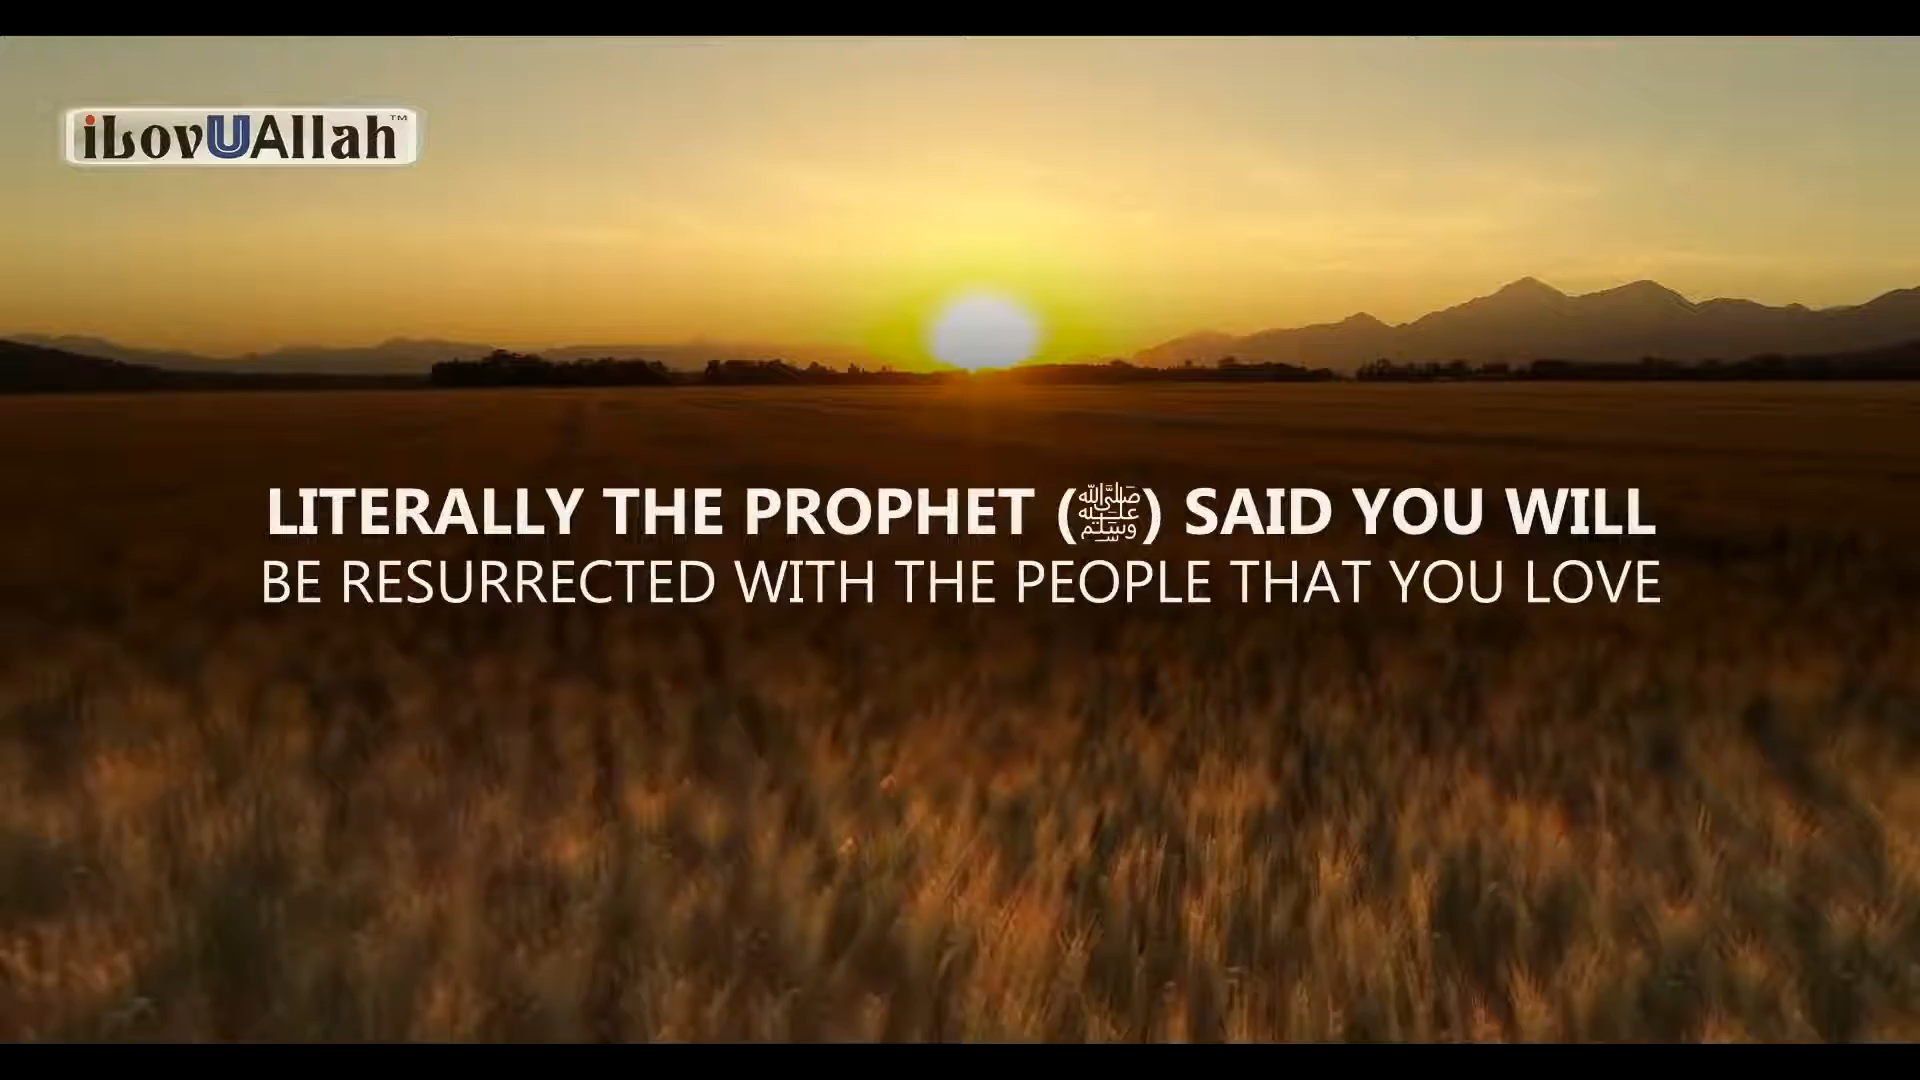 iLovUAllah™
LITERALLY THE PROPHET (ﷺ) SAID YOU WILL
BE RESURRECTED WITH THE PEOPLE THAT YOU LOVE